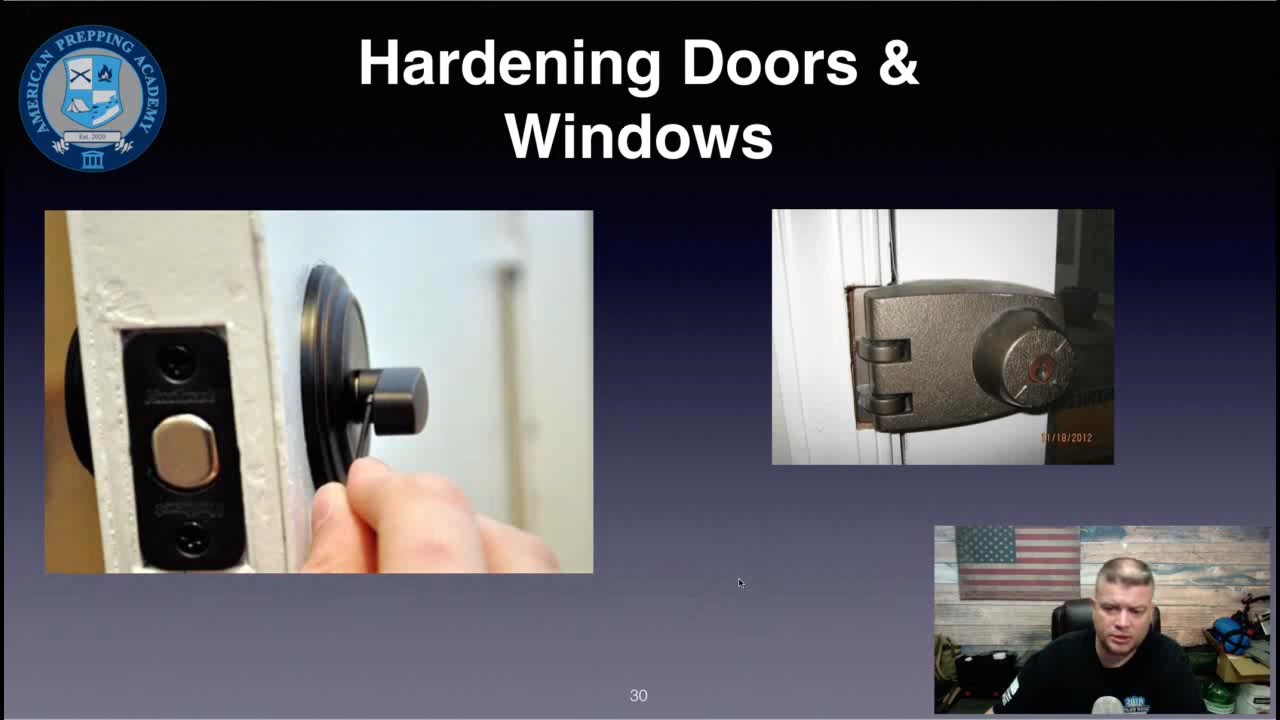 AMERICAN PREPPING ACADEMY
Est. 2020
Hardening Doors &
Windows
11/18/2012
30